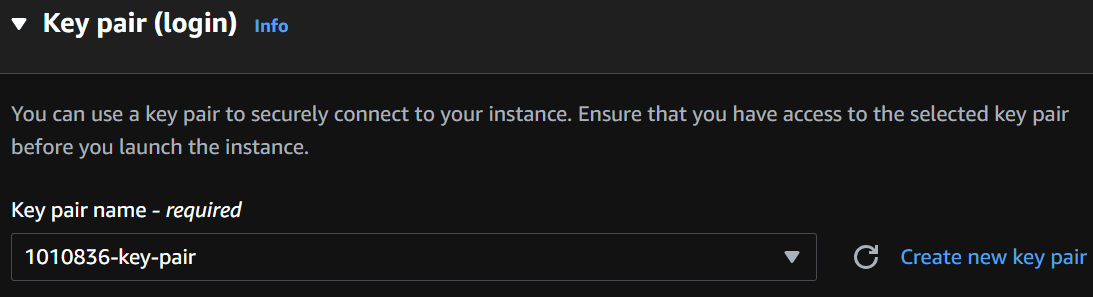 Key pair (login) Info
You can use a key pair to securely connect to your instance. Ensure that you have access to the selected key pair
before you launch the instance.
Key pair name - required
1010836-key-pair
Create new key pair